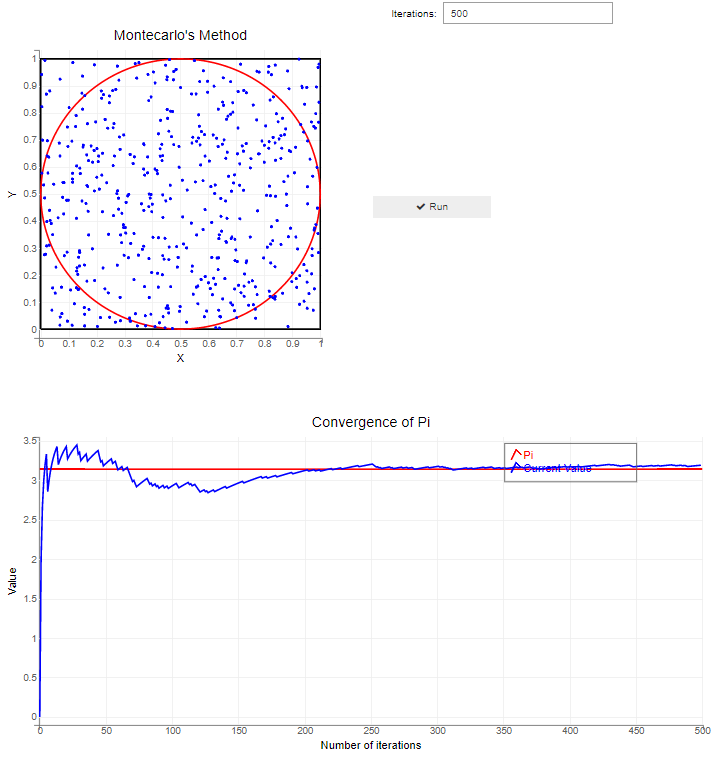 Iterations: 500
Montecarlo's Method
1
0.9
0.8
0.7
0.6
0.5
0.4
0.3
0.2
0.1
0
Y
0 0.1 0.2 0.3 0.4 0.5 0.6 0.7 0.8 0.9 1
X
Run
Convergence of Pi
3.5
3
2.5
2
1.5
1
0.5
0
Value
Pi
Current Value
0 50 100 150 200 250 300 350 400 450 500
Number of iterations